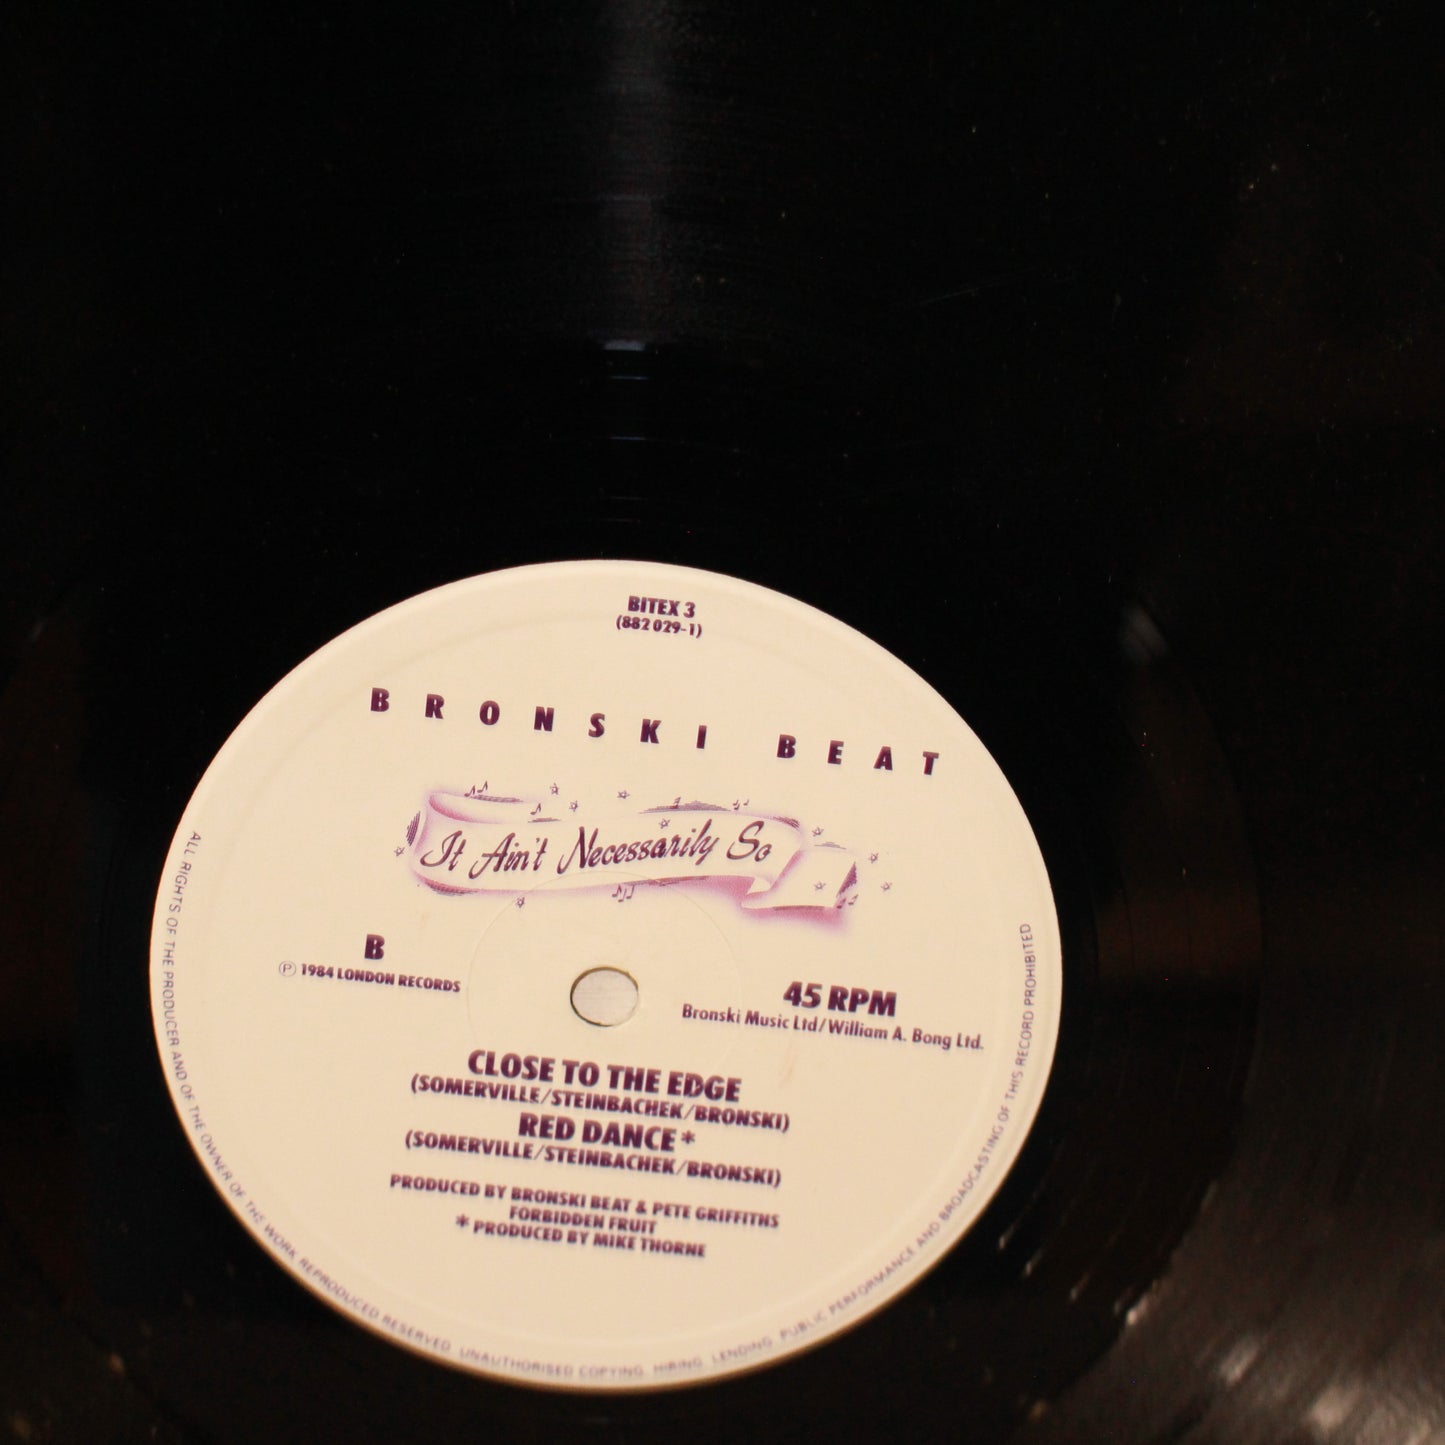 BITEX 3
(882 029-1)
BRONSKI BEAT
It Ain't Necessarily So
B
℗ 1984 LONDON RECORDS
45 RPM
Bronski Music Ltd/William A. Bong Ltd.
CLOSE TO THE EDGE
(SOMERVILLE/STEINBACHEK/BRONSKI)
RED DANCE*
(SOMERVILLE/STEINBACHEK/BRONSKI)
PRODUCED BY BRONSKI BEAT & PETE GRIFFITHS
FORBIDDEN FRUIT
* PRODUCED BY MIKE THORNE
ALL RIGHTS OF THE PRODUCER AND OF THE OWNER OF THE WORK REPRODUCED RESERVED. UNAUTHORISED COPYING, HIRING, LENDING, PUBLIC PERFORMANCE AND BROADCASTING OF THIS RECORD PROHIBITED